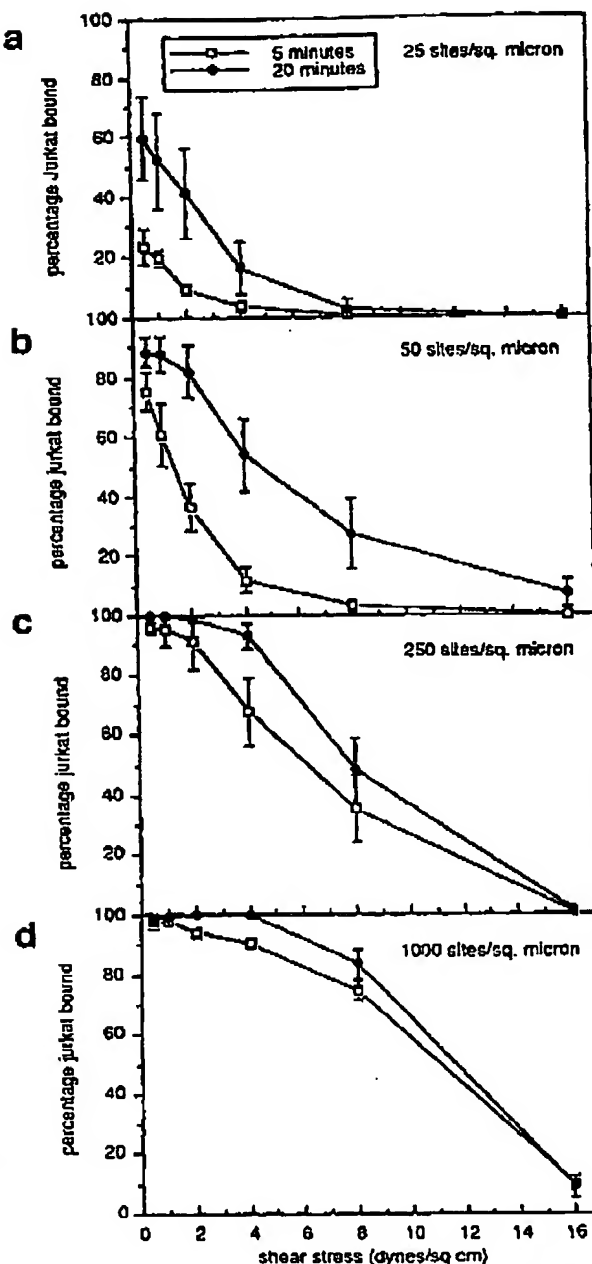 a
5 minutes
20 minutes
25 sites/sq. micron
percentage Jurkat bound
100
80
60
40
20
b
50 sites/sq. micron
percentage jurkat bound
100
80
60
40
20
c
250 sites/sq. micron
percentage jurkat bound
100
80
60
40
20
d
1000 sites/sq. micron
percentage jurkat bound
100
80
60
40
20
0
0 2 4 6 8 10 12 14 16
shear stress (dynes/sq cm)